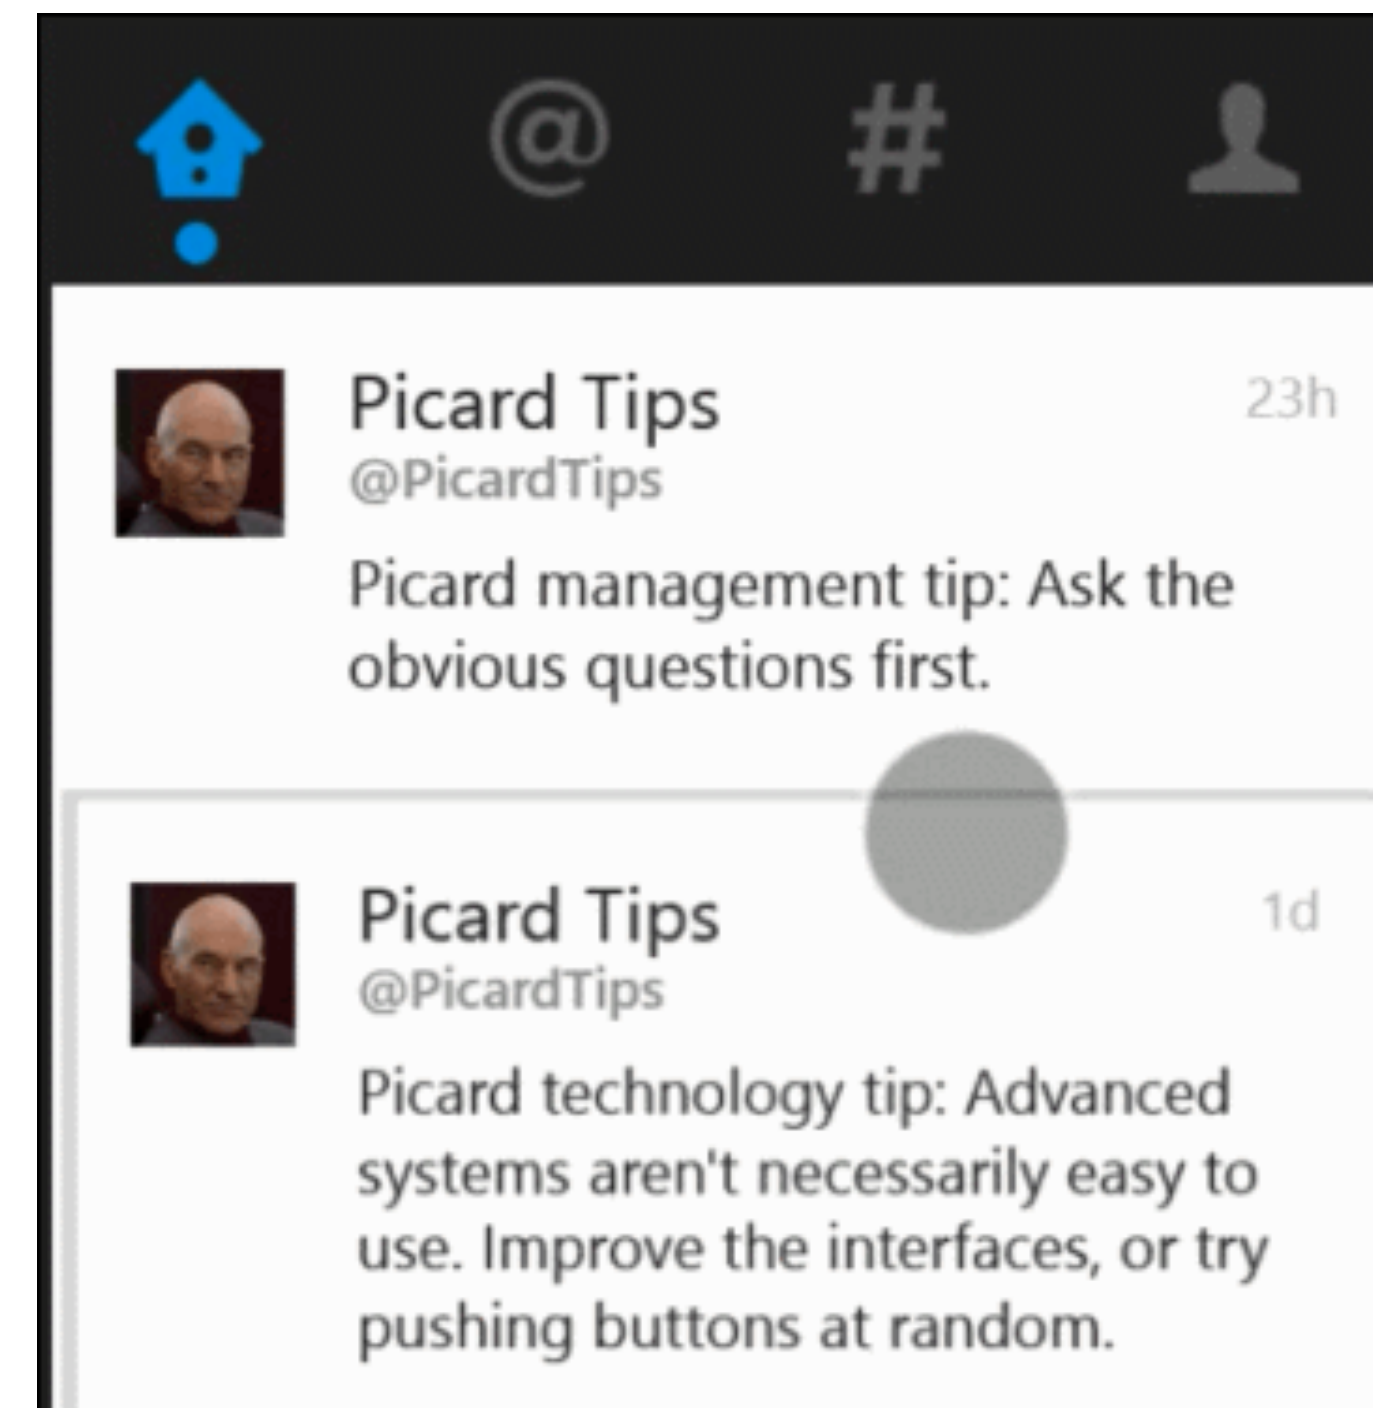 @ #
Picard Tips 23h
@PicardTips
Picard management tip: Ask the
obvious questions first.
Picard Tips 1d
@PicardTips
Picard technology tip: Advanced
systems aren't necessarily easy to
use. Improve the interfaces, or try
pushing buttons at random.